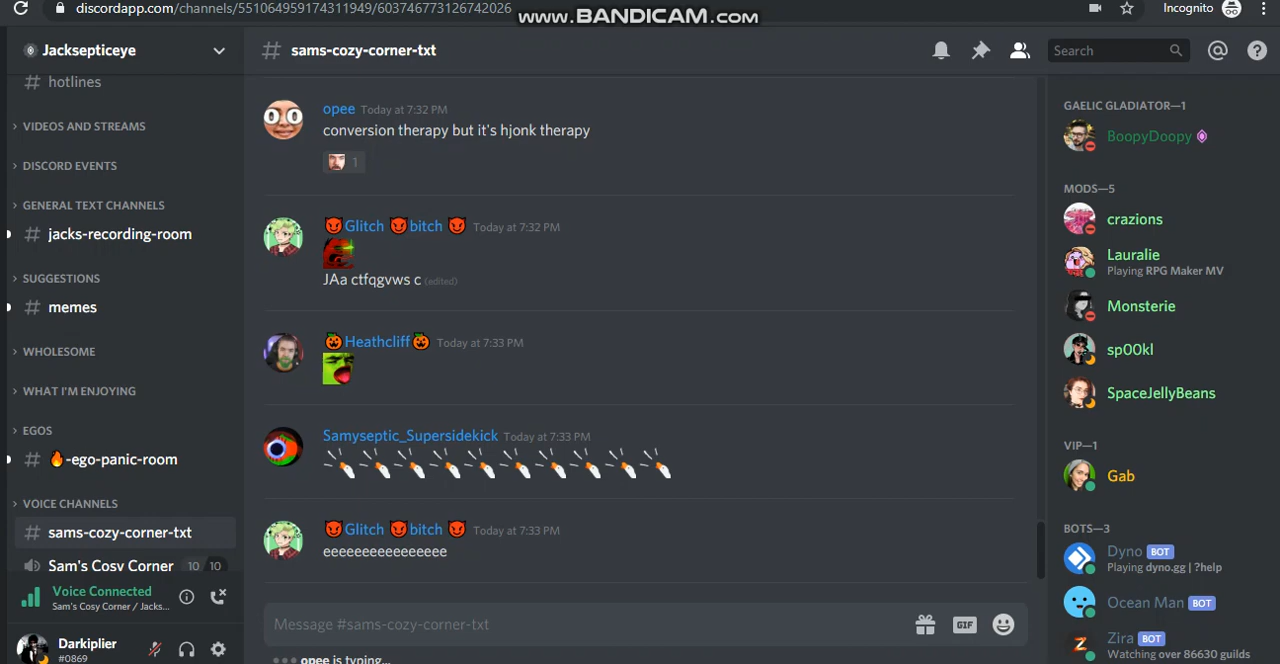 discordapp.com/channels/551064959174311949/603746773126742026
www.BANDICAM.com
Incognito
Jacksepticeye
# sams-cozy-corner-txt
Search
# hotlines
VIDEOS AND STREAMS
DISCORD EVENTS
GENERAL TEXT CHANNELS
# jacks-recording-room
SUGGESTIONS
# memes
WHOLESOME
WHAT I'M ENJOYING
EGOS
# 🔥-ego-panic-room
VOICE CHANNELS
# sams-cozy-corner-txt
Sam's Cosy Corner 10 10
Voice Connected
Sam's Cosy Corner / Jacks...
Darkiplier
#0869
opee Today at 7:32 PM
conversion therapy but it's hjonk therapy
1
😈Glitch 😈bitch 😈 Today at 7:32 PM
JAa ctfqgvws c (edited)
🎃Heathcliff🎃 Today at 7:33 PM
Samyseptic_Supersidekick Today at 7:33 PM
😈Glitch 😈bitch 😈 Today at 7:33 PM
eeeeeeeeeeeeeeee
Message #sams-cozy-corner-txt
GIF
opee is typing...
GAELIC GLADIATOR—1
BoopyDoopy
MODS—5
crazions
Lauralie
Playing RPG Maker MV
Monsterie
sp00kl
SpaceJellyBeans
VIP—1
Gab
BOTS—3
Dyno BOT
Playing dyno.gg | ?help
Ocean Man BOT
Zira BOT
Watching over 86630 guilds